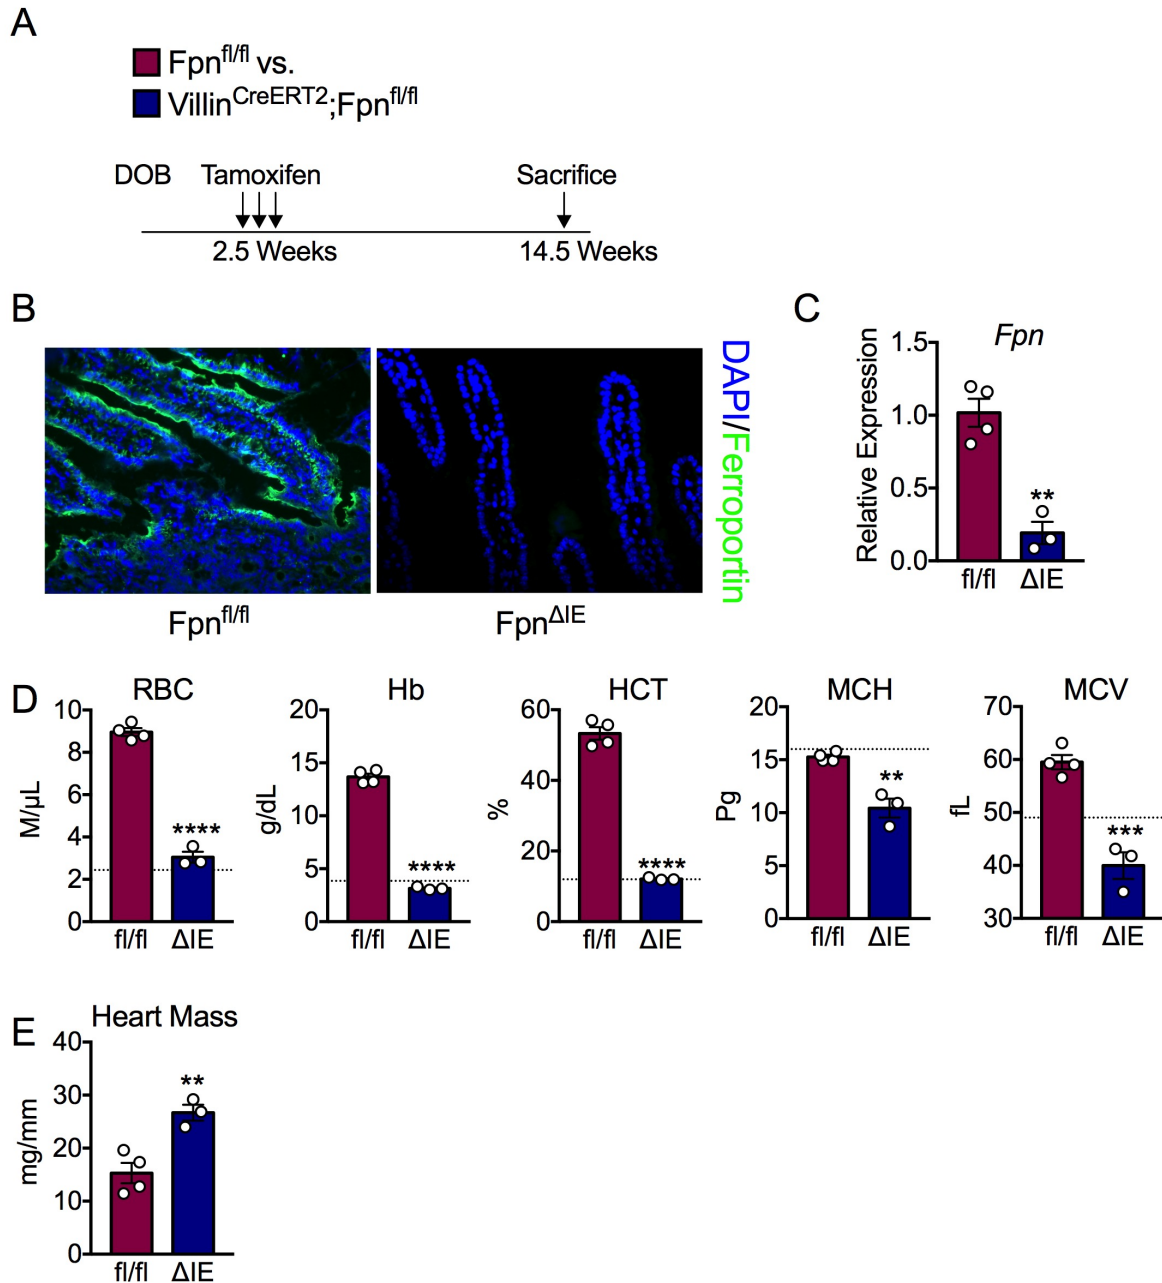 A
Fpnfl/fl vs.
VillinCreERT2;Fpnfl/fl
DOB Tamoxifen Sacrifice
2.5 Weeks 14.5 Weeks
B
Fpnfl/fl
FpnΔIE
DAPI/Ferroportin
C
Fpn
Relative Expression
1.5
1.0
0.5
0.0
**
fl/fl ΔIE
D
RBC
M/μL
10
8
6
4
2
0
****
fl/fl ΔIE
Hb
g/dL
20
15
10
5
0
****
fl/fl ΔIE
HCT
%
60
40
20
0
****
fl/fl ΔIE
MCH
Pg
20
15
10
5
0
**
fl/fl ΔIE
MCV
fL
70
60
50
40
30
***
fl/fl ΔIE
E
Heart Mass
mg/mm
40
30
20
10
0
**
fl/fl ΔIE